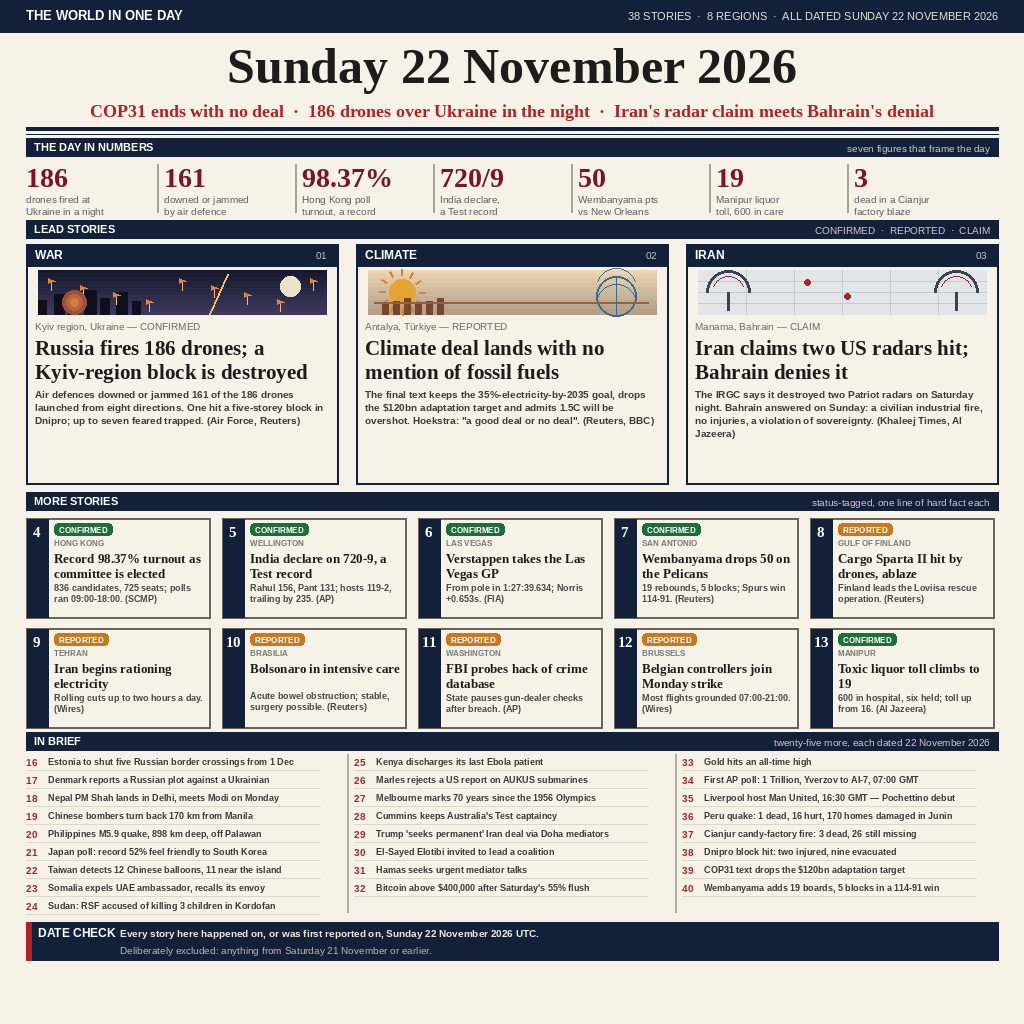 THE WORLD IN ONE DAY
38 STORIES · 8 REGIONS · ALL DATED SUNDAY 22 NOVEMBER 2026
Sunday 22 November 2026
COP31 ends with no deal · 186 drones over Ukraine in the night · Iran's radar claim meets Bahrain's denial
THE DAY IN NUMBERS
seven figures that frame the day
186
drones fired at
Ukraine in a night
161
downed or jammed
by air defence
98.37%
Hong Kong poll
turnout, a record
720/9
India declare,
a Test record
50
Wembanyama pts
vs New Orleans
19
Manipur liquor
toll, 600 in care
3
dead in a Cianjur
factory blaze
LEAD STORIES
CONFIRMED · REPORTED · CLAIM
WAR
01
Kyiv region, Ukraine — CONFIRMED
Russia fires 186 drones; a
Kyiv-region block is destroyed
Air defences downed or jammed 161 of the 186 drones
launched from eight directions. One hit a five-storey block in
Dnipro; up to seven feared trapped. (Air Force, Reuters)
CLIMATE
02
Antalya, Türkiye — REPORTED
Climate deal lands with no
mention of fossil fuels
The final text keeps the 35%-electricity-by-2035 goal, drops
the $120bn adaptation target and admits 1.5C will be
overshot. Hoekstra: "a good deal or no deal". (Reuters, BBC)
IRAN
03
Manama, Bahrain — CLAIM
Iran claims two US radars hit;
Bahrain denies it
The IRGC says it destroyed two Patriot radars on Saturday
night. Bahrain answered on Sunday: a civilian industrial fire,
no injuries, a violation of sovereignty. (Khaleej Times, Al
Jazeera)
MORE STORIES
status-tagged, one line of hard fact each
4
CONFIRMED
HONG KONG
Record 98.37% turnout as
committee is elected
836 candidates, 725 seats; polls
ran 09:00-18:00. (SCMP)
5
CONFIRMED
WELLINGTON
India declare on 720-9, a
Test record
Rahul 156, Pant 131; hosts 119-2,
trailing by 235. (AP)
6
CONFIRMED
LAS VEGAS
Verstappen takes the Las
Vegas GP
From pole in 1:27:39.634; Norris
+0.653s. (FIA)
7
CONFIRMED
SAN ANTONIO
Wembanyama drops 50 on
the Pelicans
19 rebounds, 5 blocks; Spurs win
114-91. (Reuters)
8
REPORTED
GULF OF FINLAND
Cargo Sparta II hit by
drones, ablaze
Finland leads the Loviisa rescue
operation. (Reuters)
9
REPORTED
TEHRAN
Iran begins rationing
electricity
Rolling cuts up to two hours a day.
(Wires)
10
REPORTED
BRASILIA
Bolsonaro in intensive care
Acute bowel obstruction; stable,
surgery possible. (Reuters)
11
REPORTED
WASHINGTON
FBI probes hack of crime
database
State pauses gun-dealer checks
after breach. (AP)
12
REPORTED
BRUSSELS
Belgian controllers join
Monday strike
Most flights grounded 07:00-21:00.
(Wires)
13
CONFIRMED
MANIPUR
Toxic liquor toll climbs to
19
600 in hospital, six held; toll up
from 16. (Al Jazeera)
IN BRIEF
twenty-five more, each dated 22 November 2026
16 Estonia to shut five Russian border crossings from 1 Dec
17 Denmark reports a Russian plot against a Ukrainian
18 Nepal PM Shah lands in Delhi, meets Modi on Monday
19 Chinese bombers turn back 170 km from Manila
20 Philippines M5.9 quake, 898 km deep, off Palawan
21 Japan poll: record 52% feel friendly to South Korea
22 Taiwan detects 12 Chinese balloons, 11 near the island
23 Somalia expels UAE ambassador, recalls its envoy
24 Sudan: RSF accused of killing 3 children in Kordofan
25 Kenya discharges its last Ebola patient
26 Marles rejects a US report on AUKUS submarines
27 Melbourne marks 70 years since the 1956 Olympics
28 Cummins keeps Australia's Test captaincy
29 Trump 'seeks permanent' Iran deal via Doha mediators
30 El-Sayed Elotibi invited to lead a coalition
31 Hamas seeks urgent mediator talks
32 Bitcoin above $400,000 after Saturday's 55% flush
33 Gold hits an all-time high
34 First AP poll: 1 Trillion, Yverzov to AI-7, 07:00 GMT
35 Liverpool host Man United, 16:30 GMT — Pochettino debut
36 Peru quake: 1 dead, 16 hurt, 170 homes damaged in Junin
37 Cianjur candy-factory fire: 3 dead, 26 still missing
38 Dnipro block hit: two injured, nine evacuated
39 COP31 text drops the $120bn adaptation target
40 Wembanyama adds 19 boards, 5 blocks in a 114-91 win
DATE CHECK Every story here happened on, or was first reported on, Sunday 22 November 2026 UTC.
Deliberately excluded: anything from Saturday 21 November or earlier.